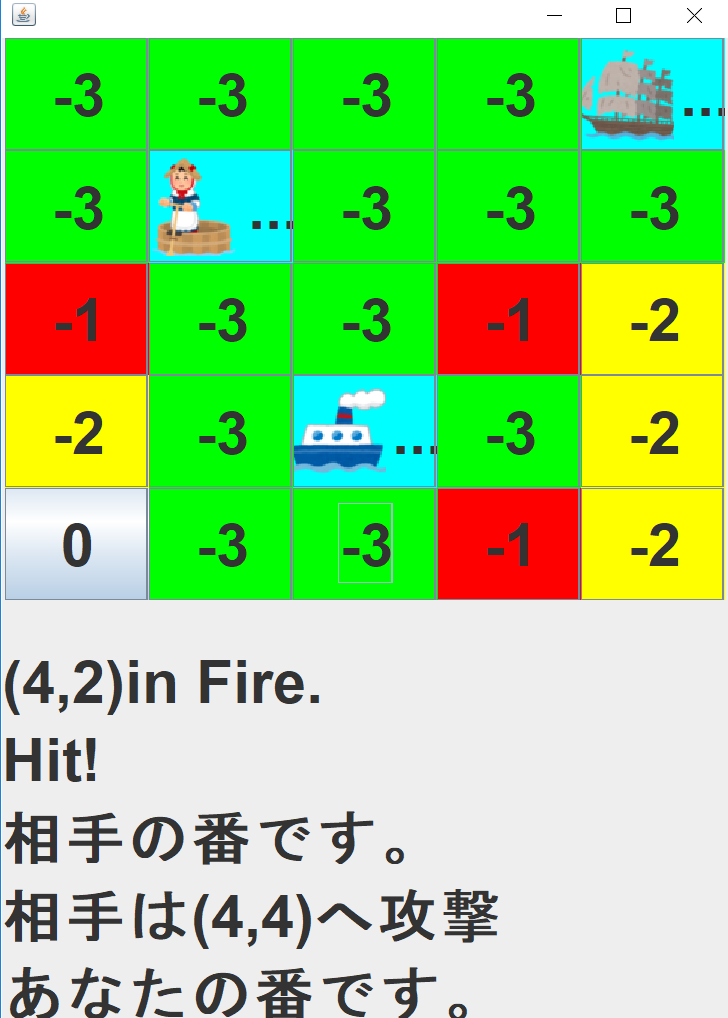 -3 -3 -3 -3 ...
-3 ... -3 -3 -3
-1 -3 -3 -1 -2
-2 -3 ... -3 -2
0 -3 -3 -1 -2
(4,2)in Fire.
Hit!
相手の番です。
相手は(4,4)へ攻撃
あなたの番です。